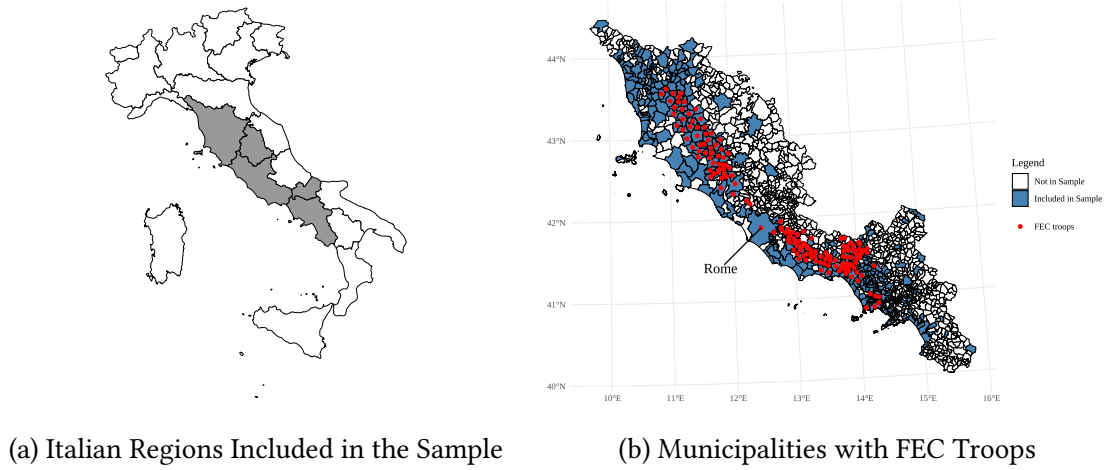 44°N
43°N
42°N
41°N
40°N
10°E 11°E 12°E 13°E 14°E 15°E 16°E
Rome
Legend
Not in Sample
Included in Sample
FEC troops
(a) Italian Regions Included in the Sample
(b) Municipalities with FEC Troops